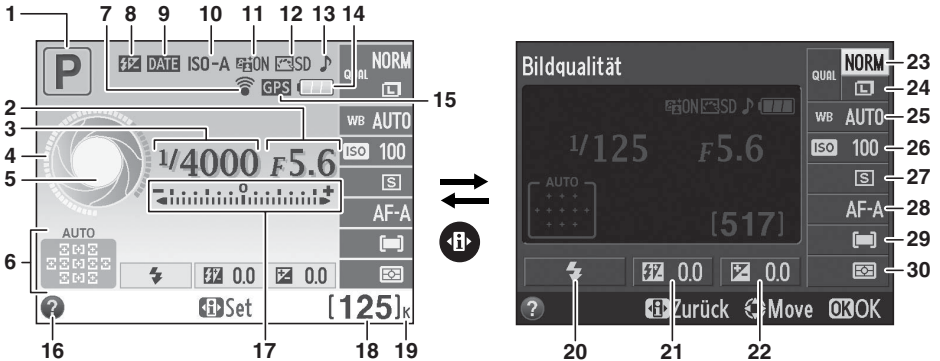 7 8 9 10 11 12 13
1
14
P
DATE ISO-A ON SD
NORM
QUAL
L
GPS
15
2
WB AUTO
3
1/4000 F5.6
ISO 100
4
5
- 0 +
S
AF-A
AUTO
6
0.0 0.0
?
i Set
[125]K
16 17 18 19
i
Bildqualität
QUAL NORM 23
L 24
ON SD
WB AUTO 25
1/125 F5.6
ISO 100 26
AUTO
S 27
AF-A 28
[517]
29
0.0 0.0
30
?
i Zurück Move OK OK
20 21 22